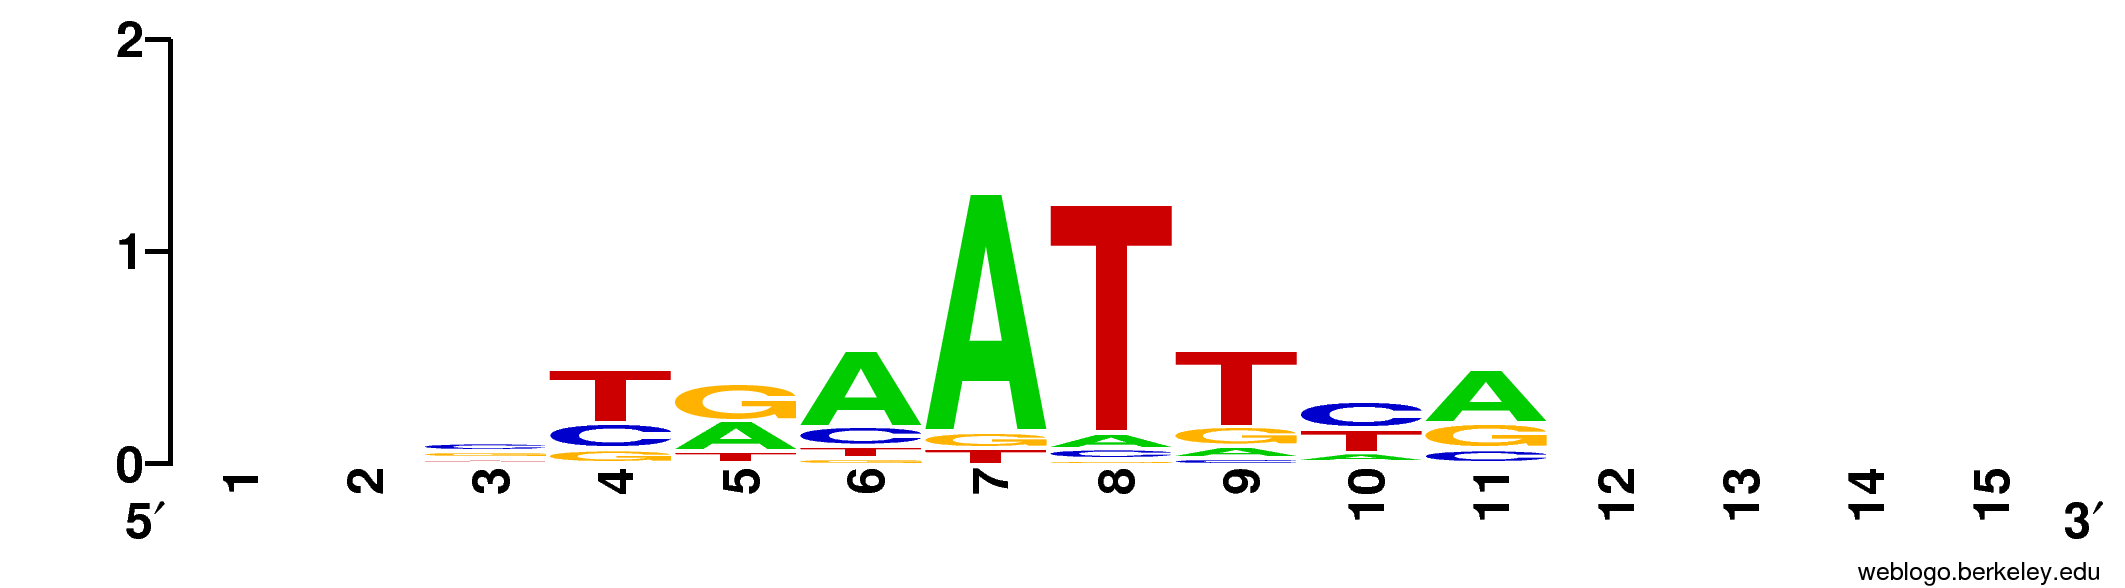 2
1
0
T G A A T T C A
C C A C G A G T G
G T T G T C A A C
1 2 3 4 5 6 7 8 9 10 11 12 13 14 15
5′ 3′
weblogo.berkeley.edu